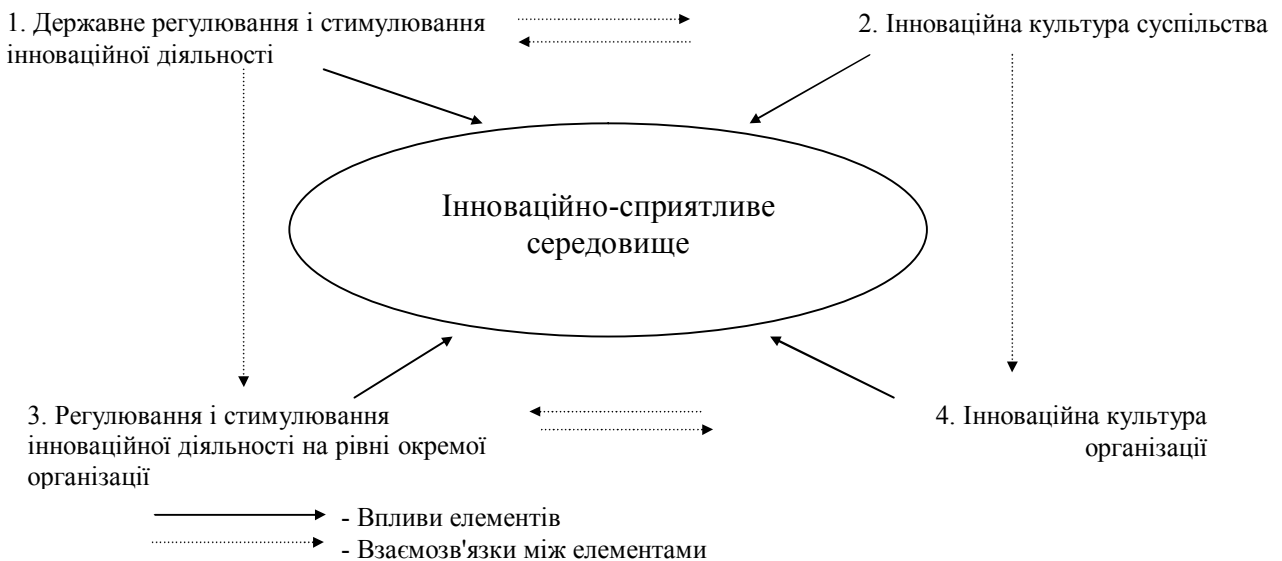 1. Державне регулювання і стимулювання
інноваційної діяльності
2. Інноваційна культура суспільства
Інноваційно-сприятливе
середовище
3. Регулювання і стимулювання
інноваційної діяльності на рівні окремої
організації
4. Інноваційна культура
організації
- Впливи елементів
- Взаємозв'язки між елементами